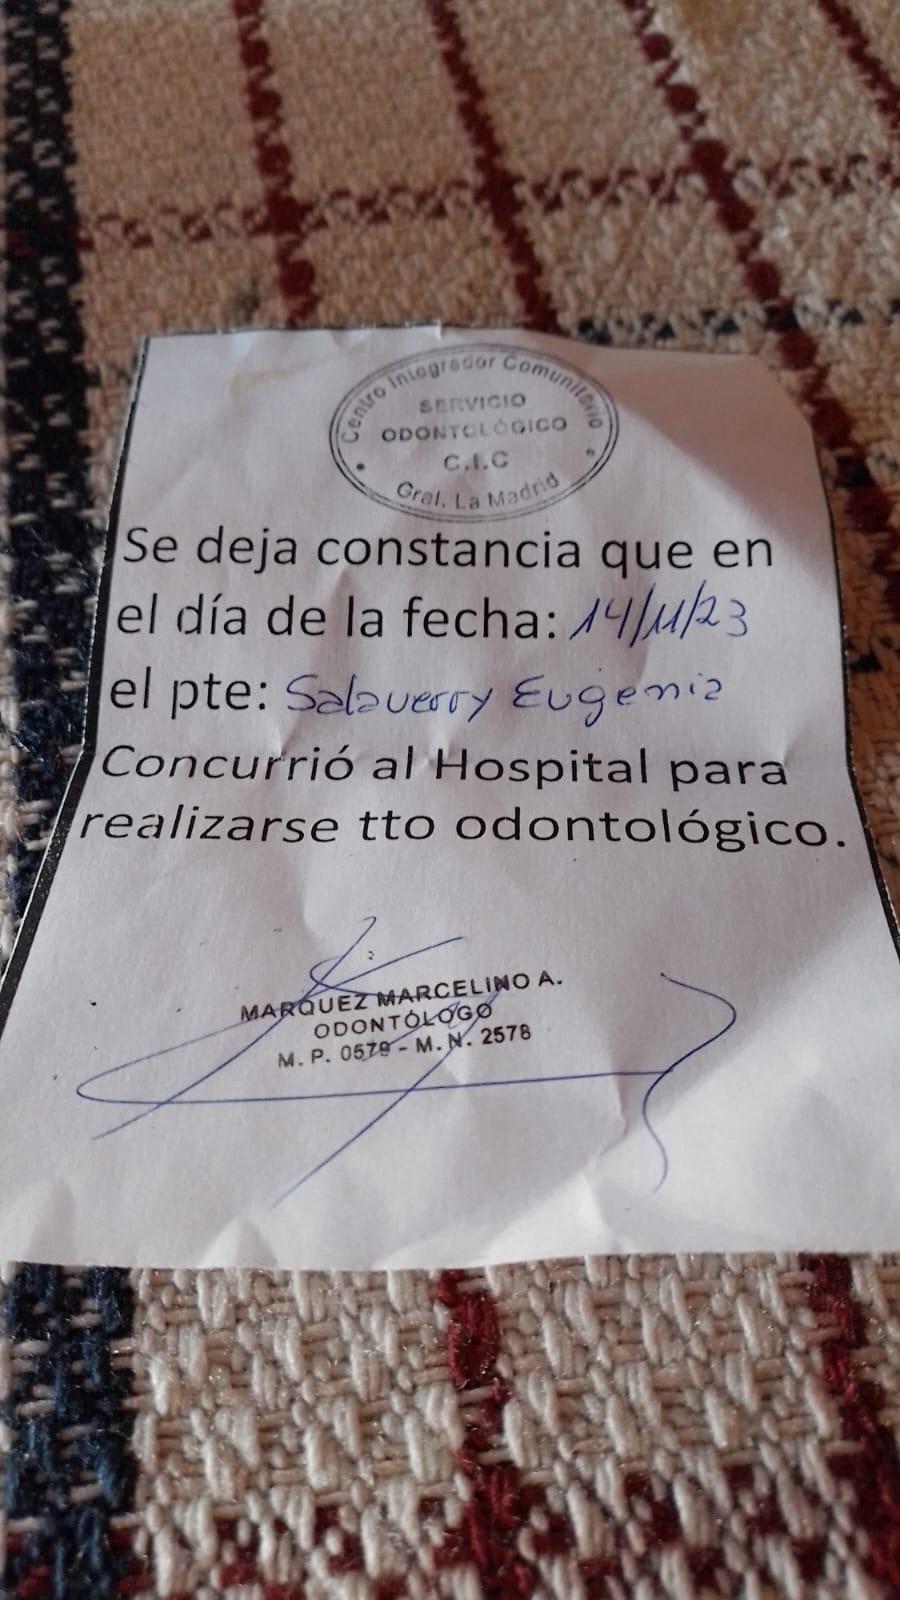 Centro Integrador Comunitario
SERVICIO
ODONTOLÓGICO
C.I.C
Gral. La Madrid
Se deja constancia que en
el día de la fecha: 14/11/23
el pte: Salaverry Eugenia
Concurrió al Hospital para
realizarse tto odontológico.
MARQUEZ MARCELINO A.
ODONTÓLOGO
M. P. 0579 - M. N. 2578